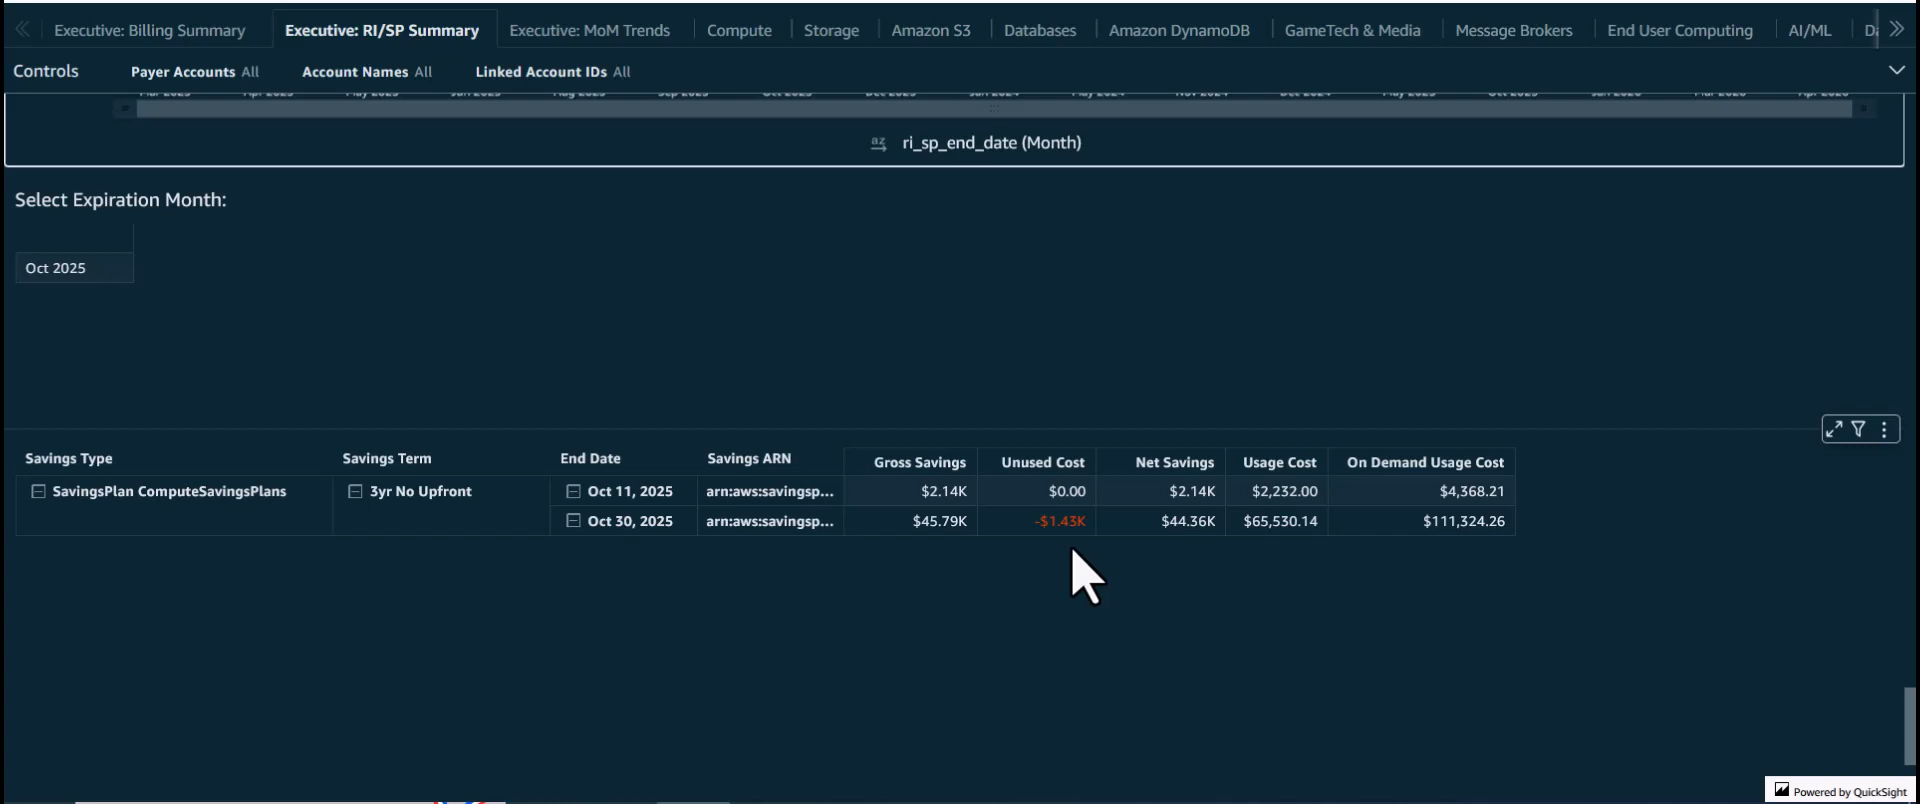 Executive: Billing Summary Executive: RI/SP Summary Executive: MoM Trends Compute Storage Amazon S3 Databases Amazon DynamoDB GameTech & Media Message Brokers End User Computing AI/ML
Controls Payer Accounts All Account Names All Linked Account IDs All
ri_sp_end_date (Month)
Select Expiration Month:
Oct 2025
Savings Type Savings Term End Date Savings ARN Gross Savings Unused Cost Net Savings Usage Cost On Demand Usage Cost
SavingsPlan ComputeSavingsPlans 3yr No Upfront Oct 11, 2025 arn:aws:savingsp... $2.14K $0.00 $2.14K $2,232.00 $4,368.21
Oct 30, 2025 arn:aws:savingsp... $45.79K -$1.43K $44.36K $65,530.14 $111,324.26
Powered by QuickSight